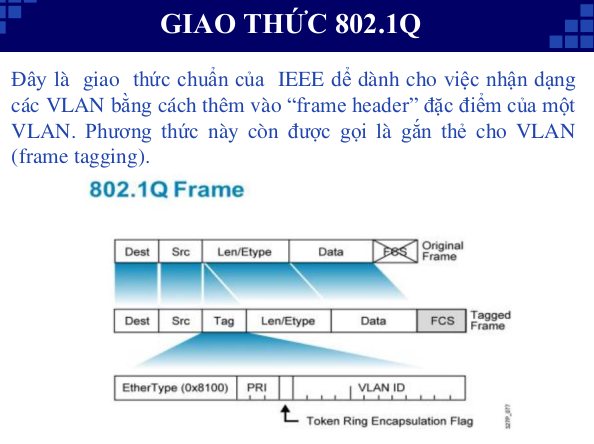 GIAO THỨC 802.1Q
Đây là giao thức chuẩn của IEEE dể dành cho việc nhận dạng
các VLAN bằng cách thêm vào “frame header” đặc điểm của một
VLAN. Phương thức này còn được gọi là gắn thẻ cho VLAN
(frame tagging).
802.1Q Frame
Dest Src Len/Etype Data FCS Original
Frame
Dest Src Tag Len/Etype Data FCS Tagged
Frame
EtherType (0x8100) PRI VLAN ID
Token Ring Encapsulation Flag